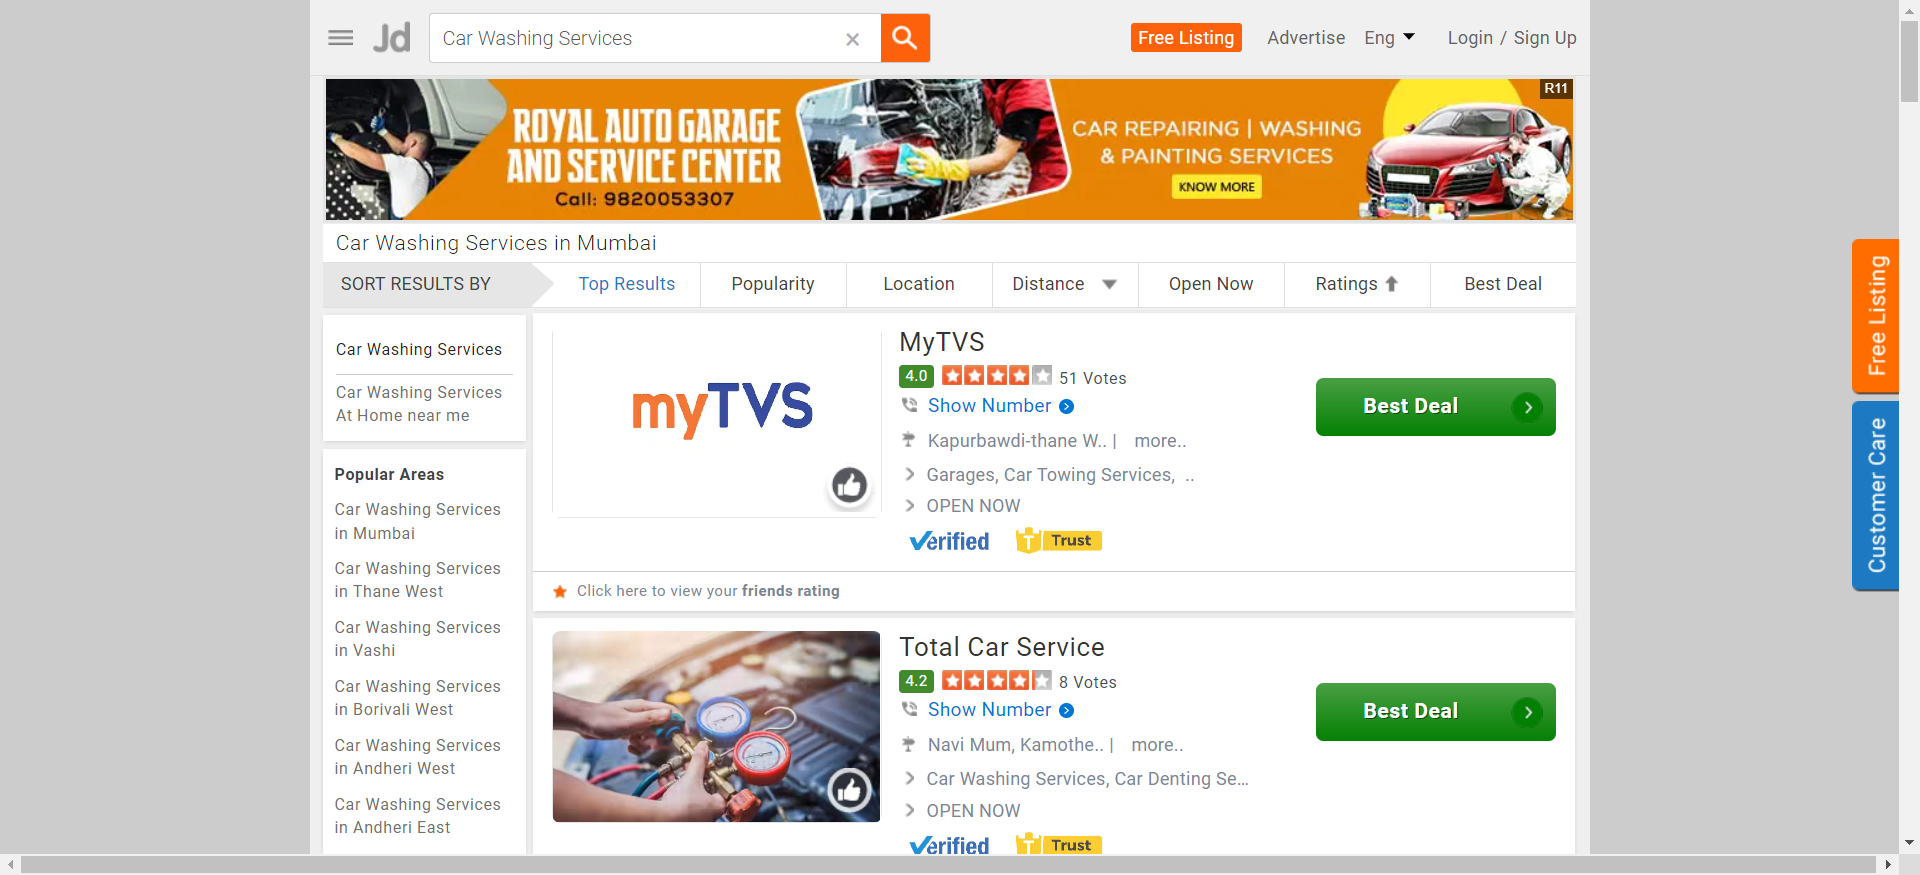 Jd
Car Washing Services
Free Listing
Advertise
Eng
Login / Sign Up
ROYAL AUTO GARAGE
AND SERVICE CENTER
Call: 9820053307
CAR REPAIRING | WASHING
& PAINTING SERVICES
KNOW MORE
R11
Car Washing Services in Mumbai
SORT RESULTS BY
Top Results
Popularity
Location
Distance
Open Now
Ratings
Best Deal
Car Washing Services
Car Washing Services
At Home near me
Popular Areas
Car Washing Services
in Mumbai
Car Washing Services
in Thane West
Car Washing Services
in Vashi
Car Washing Services
in Borivali West
Car Washing Services
in Andheri West
Car Washing Services
in Andheri East
myTVS
MyTVS
4.0
51 Votes
Show Number
Kapurbawdi-thane W.. | more..
Garages, Car Towing Services, ..
OPEN NOW
Verified
T Trust
Best Deal
Click here to view your friends rating
Total Car Service
4.2
8 Votes
Show Number
Navi Mum, Kamothe.. | more..
Car Washing Services, Car Denting Se...
OPEN NOW
Verified
T Trust
Best Deal
Free Listing
Customer Care